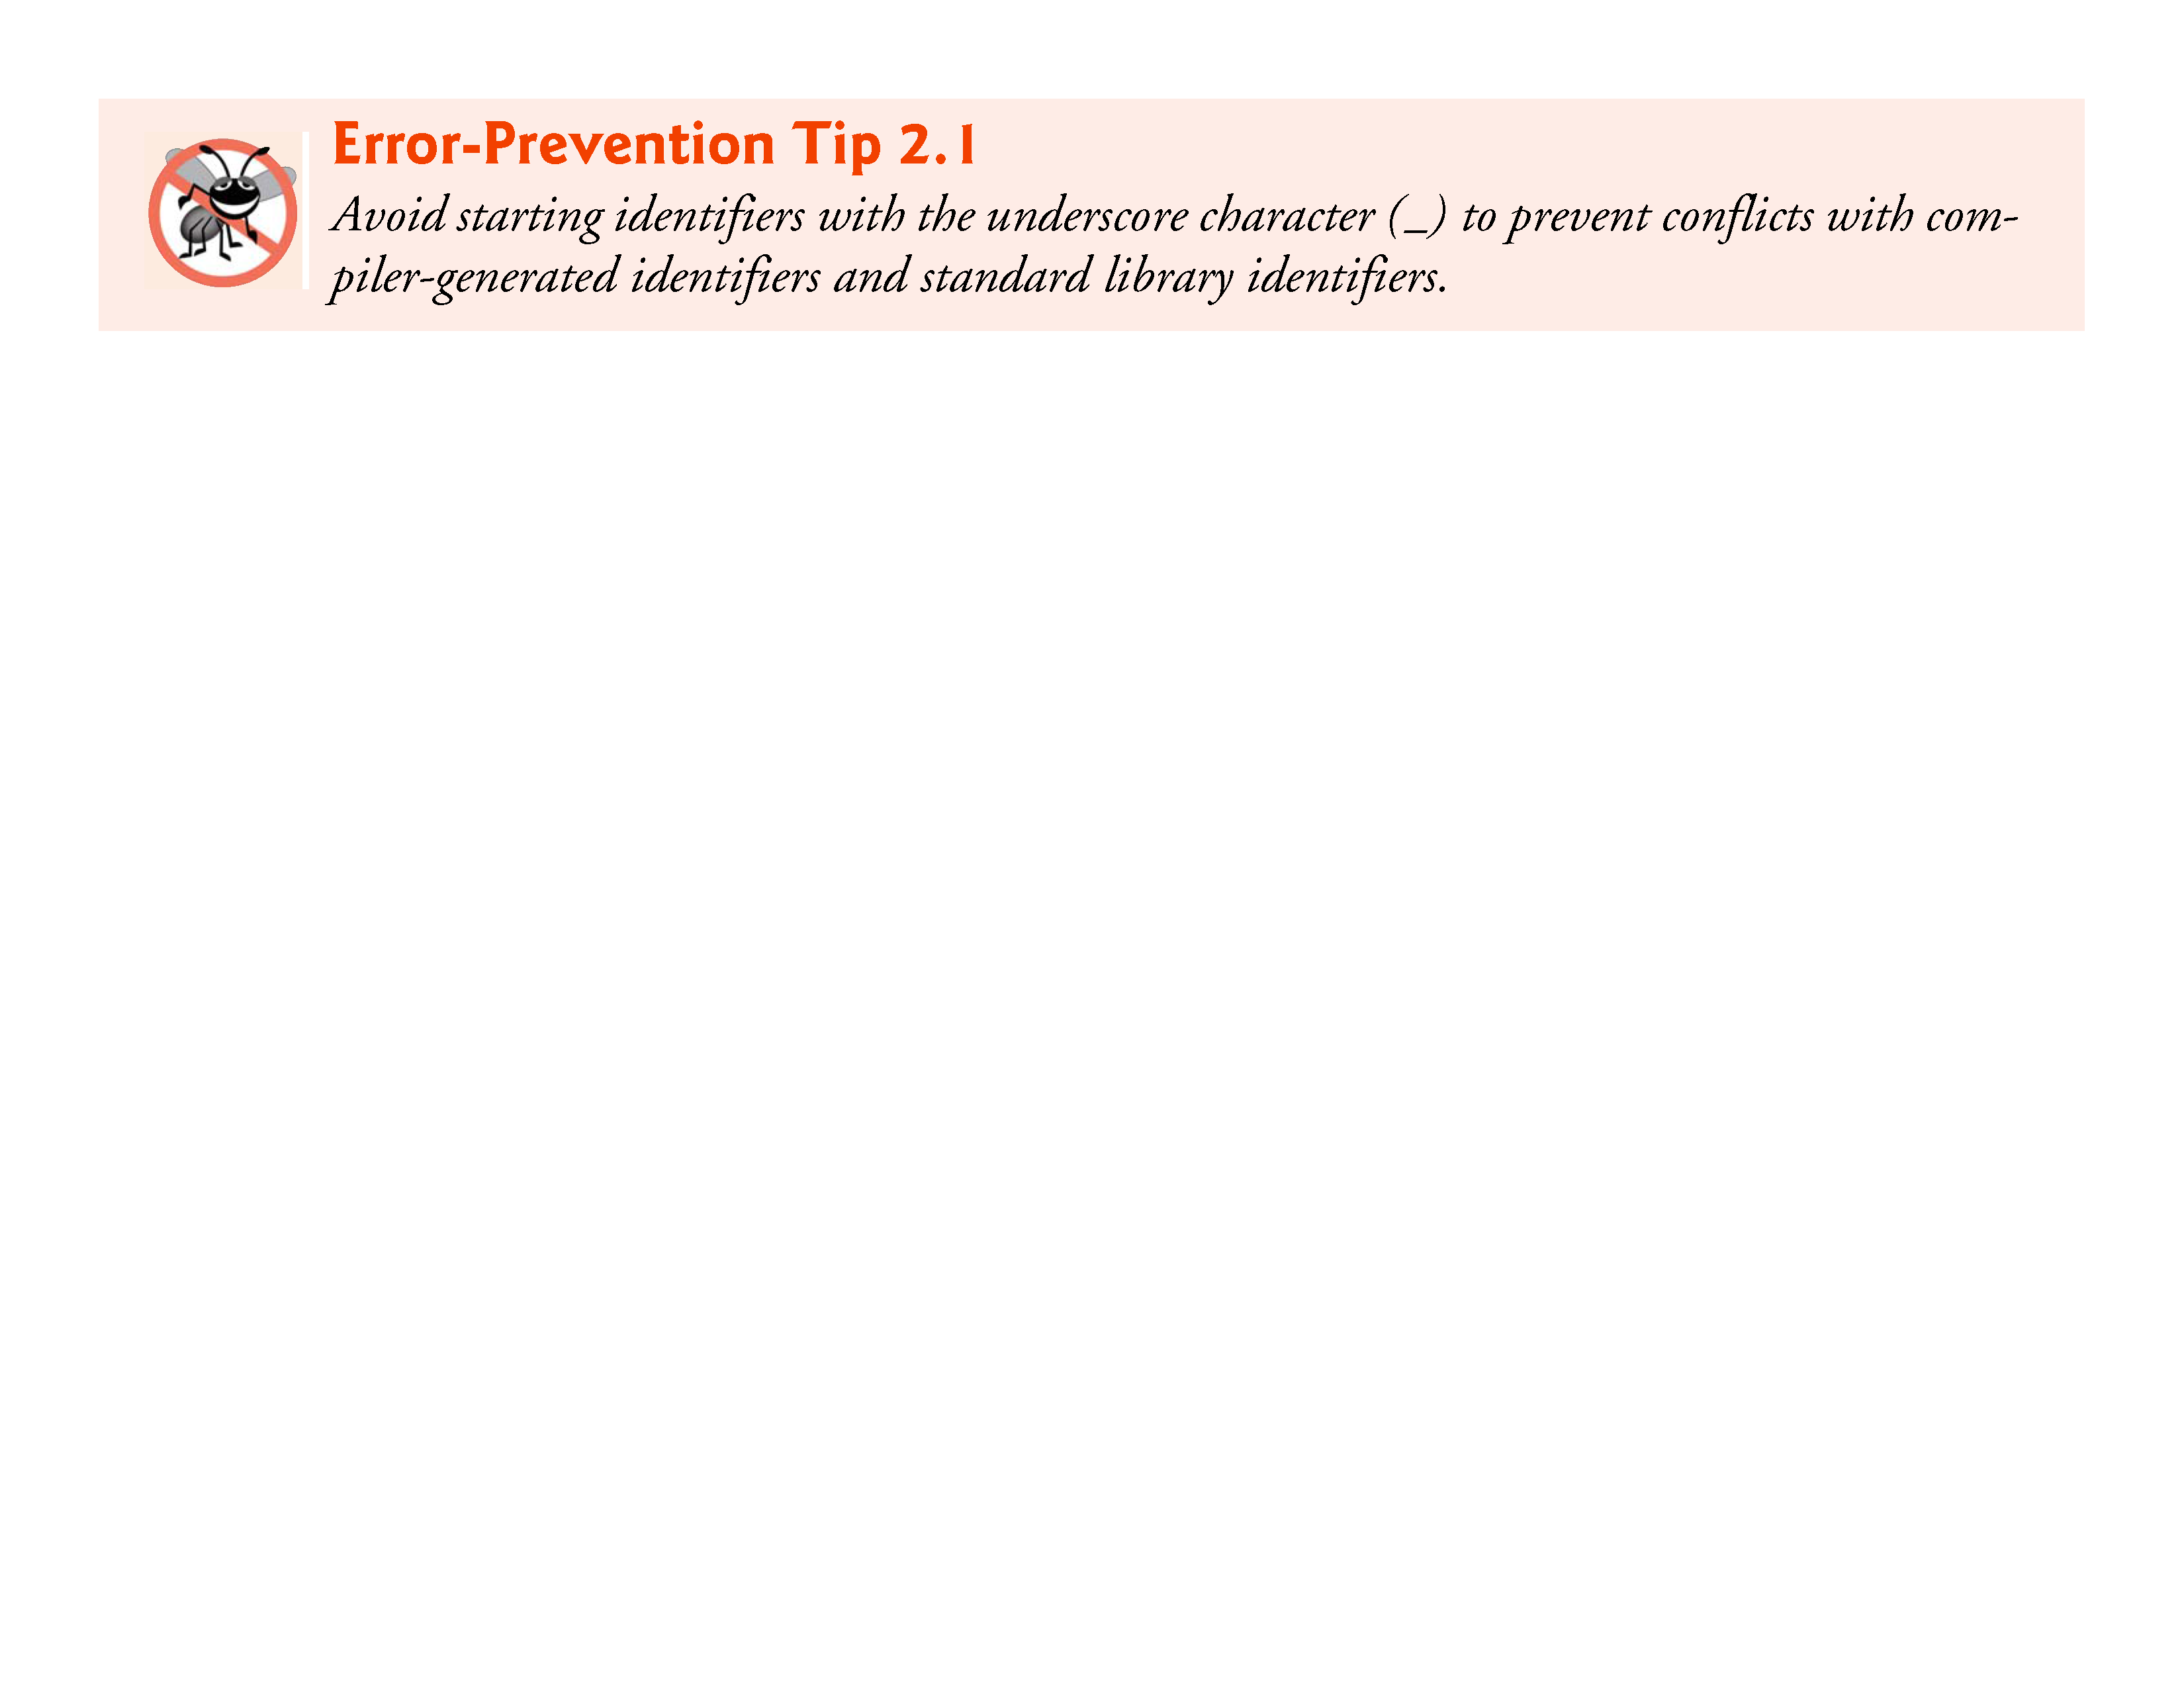 Error-Prevention Tip 2.1
Avoid starting identifiers with the underscore character (_) to prevent conflicts with com-
piler-generated identifiers and standard library identifiers.